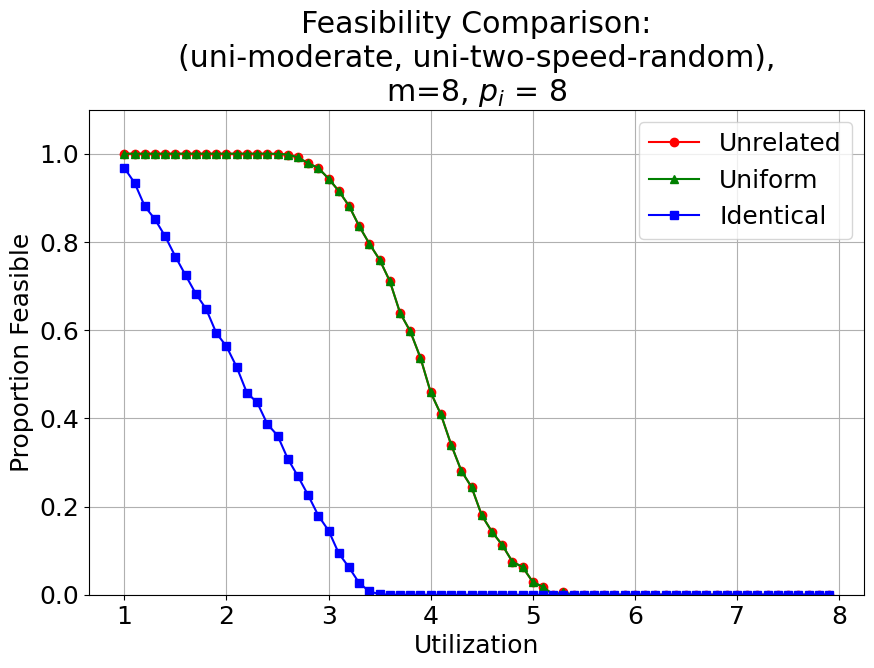 Feasibility Comparison:
(uni-moderate, uni-two-speed-random),
m=8, $p_i$ = 8
Unrelated
Uniform
Identical
Proportion Feasible
1.0
0.8
0.6
0.4
0.2
0.0
1 2 3 4 5 6 7 8
Utilization